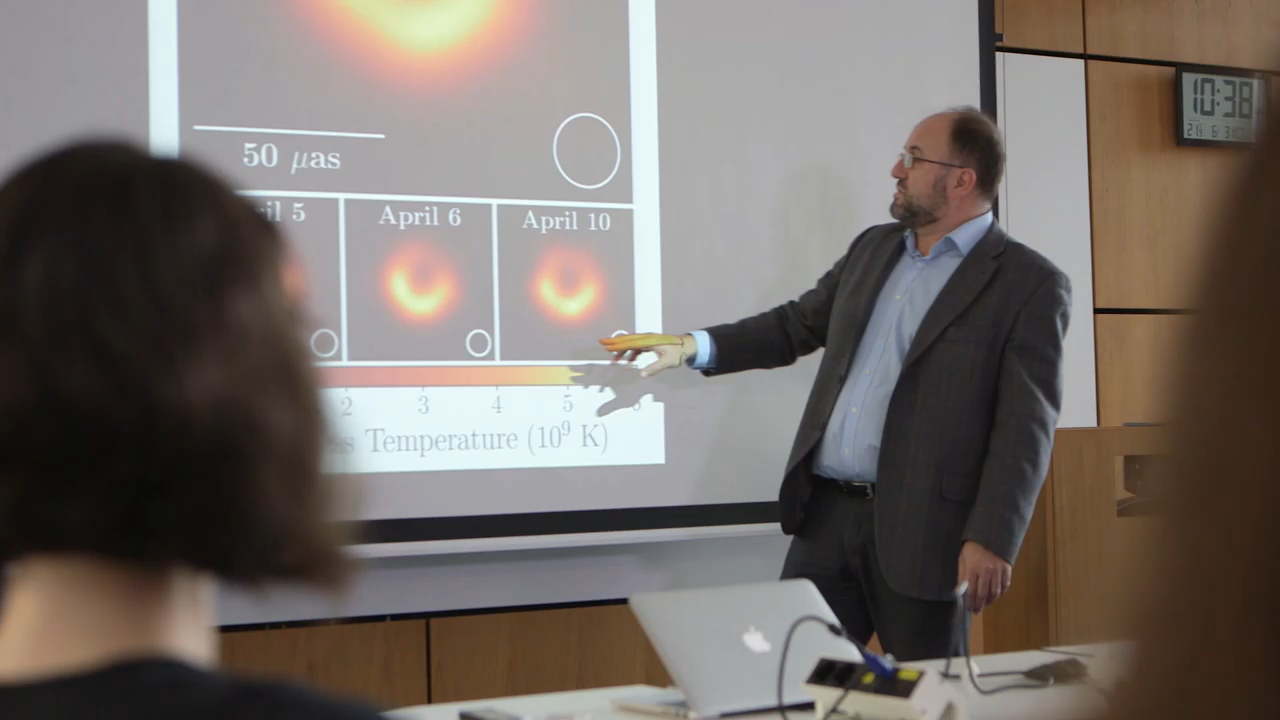 50 μas
April 6
April 10
2 3 4 5
Temperature (10⁹ K)
10:38